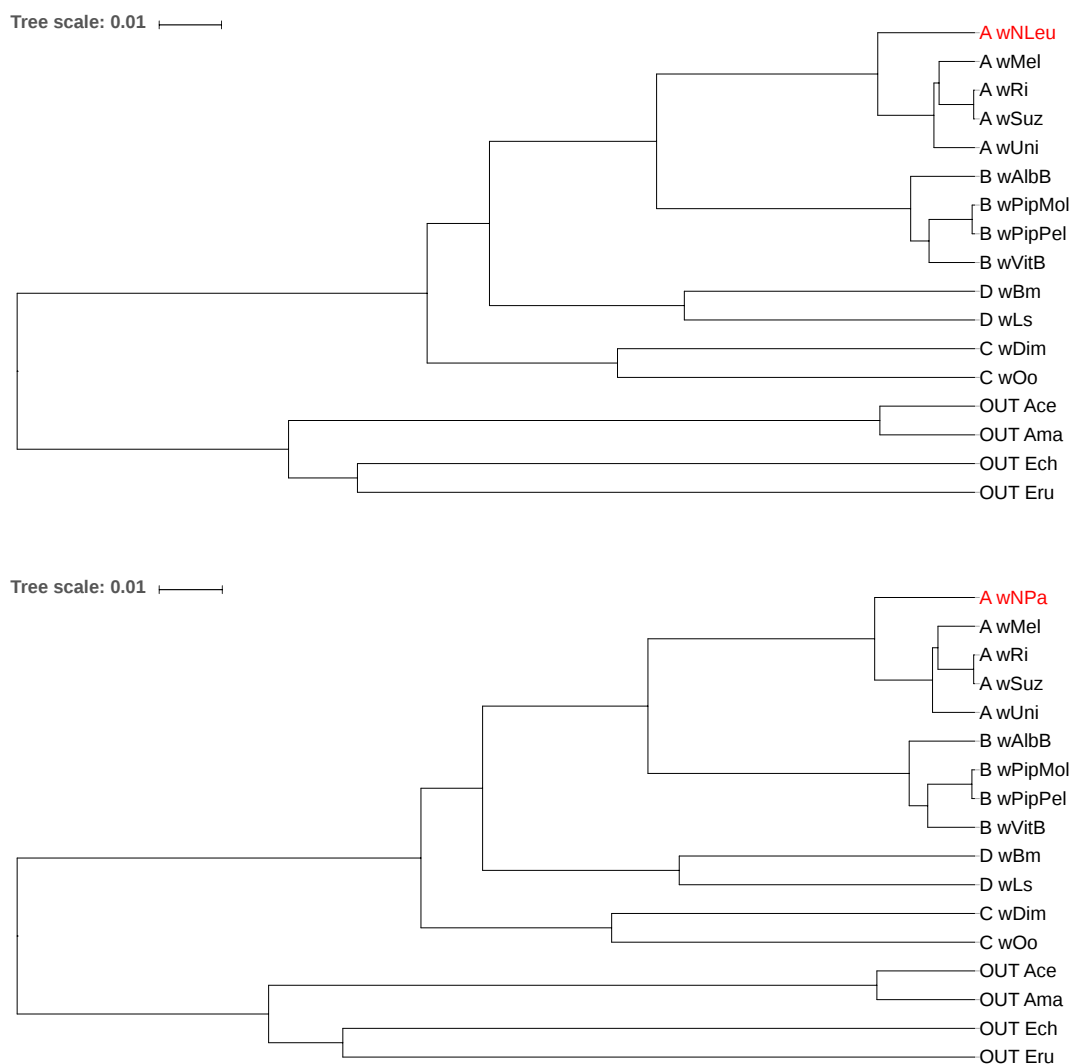 Tree scale: 0.01
A wNLeu
A wMel
A wRi
A wSuz
A wUni
B wAlbB
B wPipMol
B wPipPel
B wVitB
D wBm
D wLs
C wDim
C wOo
OUT Ace
OUT Ama
OUT Ech
OUT Eru
Tree scale: 0.01
A wNPa
A wMel
A wRi
A wSuz
A wUni
B wAlbB
B wPipMol
B wPipPel
B wVitB
D wBm
D wLs
C wDim
C wOo
OUT Ace
OUT Ama
OUT Ech
OUT Eru